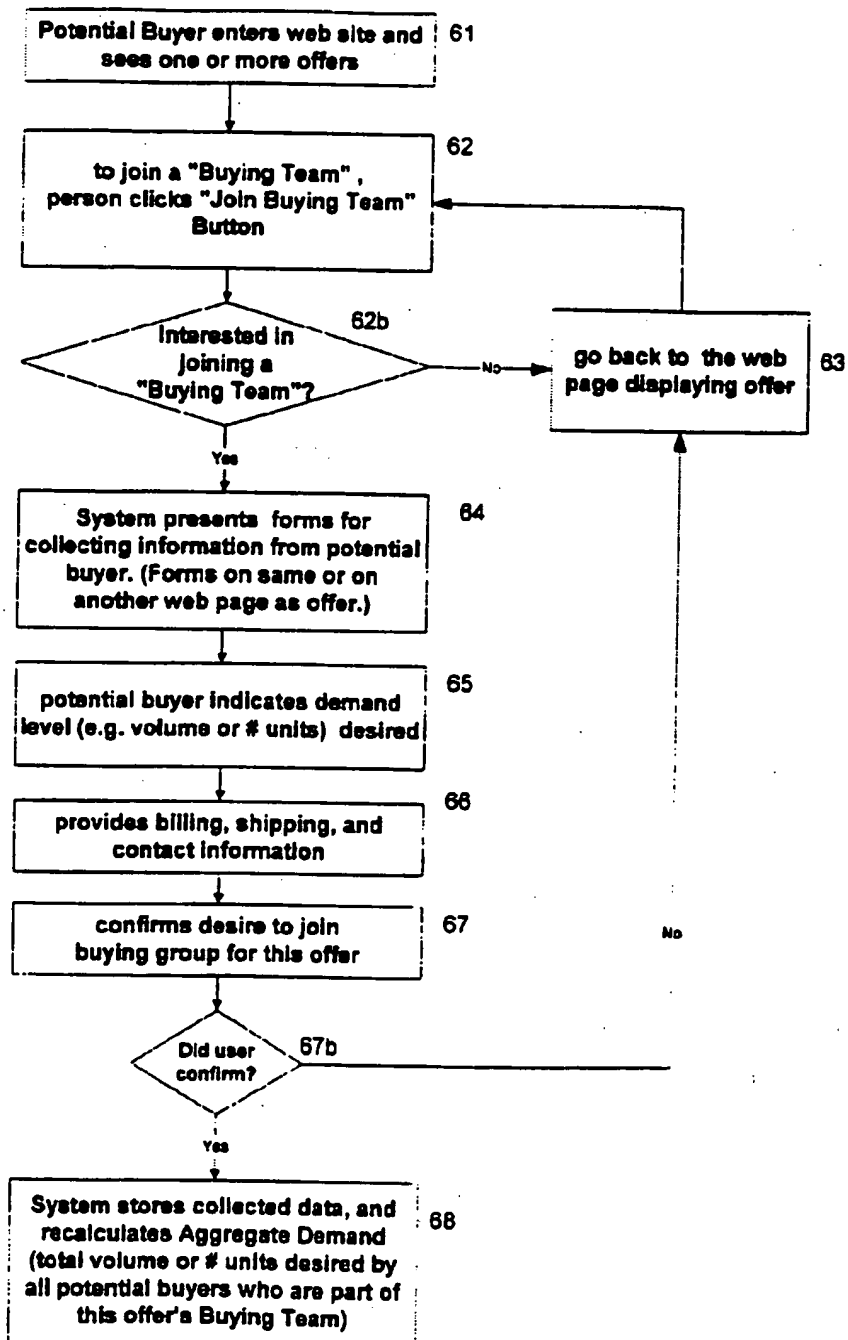 Potential Buyer enters web site and
sees one or more offers
61
62
to join a "Buying Team" ,
person clicks "Join Buying Team"
Button
62b
Interested in
joining a
"Buying Team"?
No
go back to the web
page displaying offer
63
Yes
System presents forms for
collecting information from potential
buyer. (Forms on same or on
another web page as offer.)
64
potential buyer indicates demand
level (e.g. volume or # units) desired
65
provides billing, shipping, and
contact information
66
confirms desire to join
buying group for this offer
67
No
Did user
confirm?
67b
Yes
System stores collected data, and
recalculates Aggregate Demand
(total volume or # units desired by
all potential buyers who are part of
this offer's Buying Team)
68